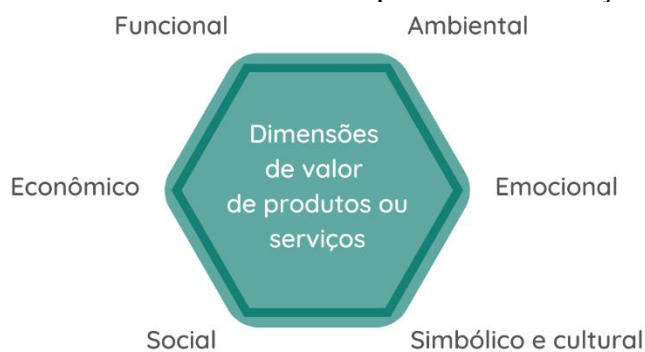 Funcional
Ambiental
Dimensões
de valor
de produtos ou
serviços
Econômico
Emocional
Social
Simbólico e cultural